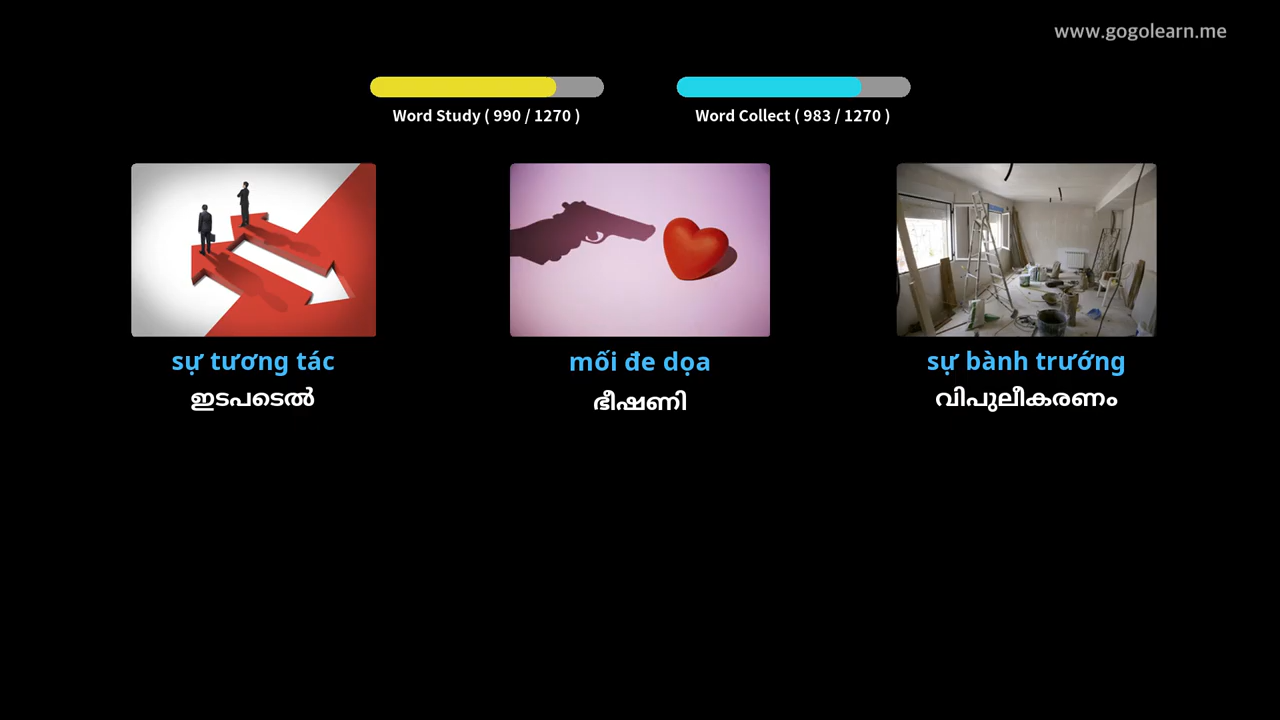 www.gogolearn.me
Word Study ( 990 / 1270 )
Word Collect ( 983 / 1270 )
sự tương tác
ഇടപടെൽ
mối đe dọa
ഭീഷണി
sự bành trướng
വിപുലീകരണം